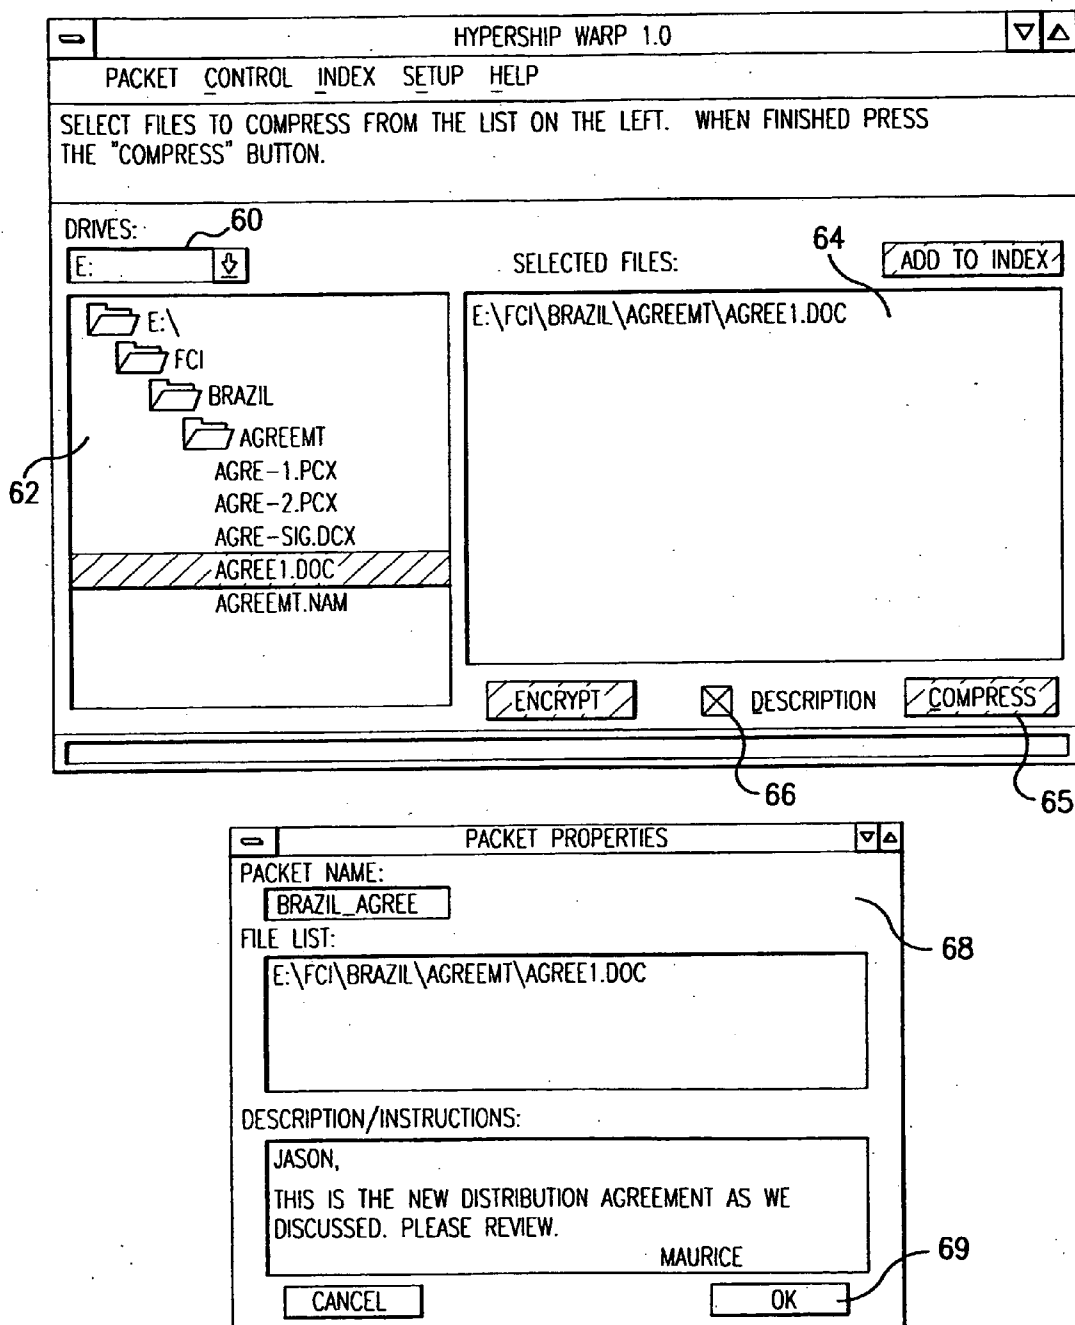 HYPERSHIP WARP 1.0
PACKET CONTROL INDEX SETUP HELP
SELECT FILES TO COMPRESS FROM THE LIST ON THE LEFT. WHEN FINISHED PRESS
THE "COMPRESS" BUTTON.
DRIVES:
60
E:
SELECTED FILES:
64
ADD TO INDEX
E:\
FCI
BRAZIL
AGREEMT
AGRE-1.PCX
AGRE-2.PCX
AGRE-SIG.DCX
AGREE1.DOC
AGREEMT.NAM
62
E:\FCI\BRAZIL\AGREEMT\AGREE1.DOC
ENCRYPT
DESCRIPTION
COMPRESS
66
65
PACKET PROPERTIES
PACKET NAME:
BRAZIL_AGREE
68
FILE LIST:
E:\FCI\BRAZIL\AGREEMT\AGREE1.DOC
DESCRIPTION/INSTRUCTIONS:
JASON,
THIS IS THE NEW DISTRIBUTION AGREEMENT AS WE
DISCUSSED. PLEASE REVIEW.
MAURICE
69
CANCEL
OK